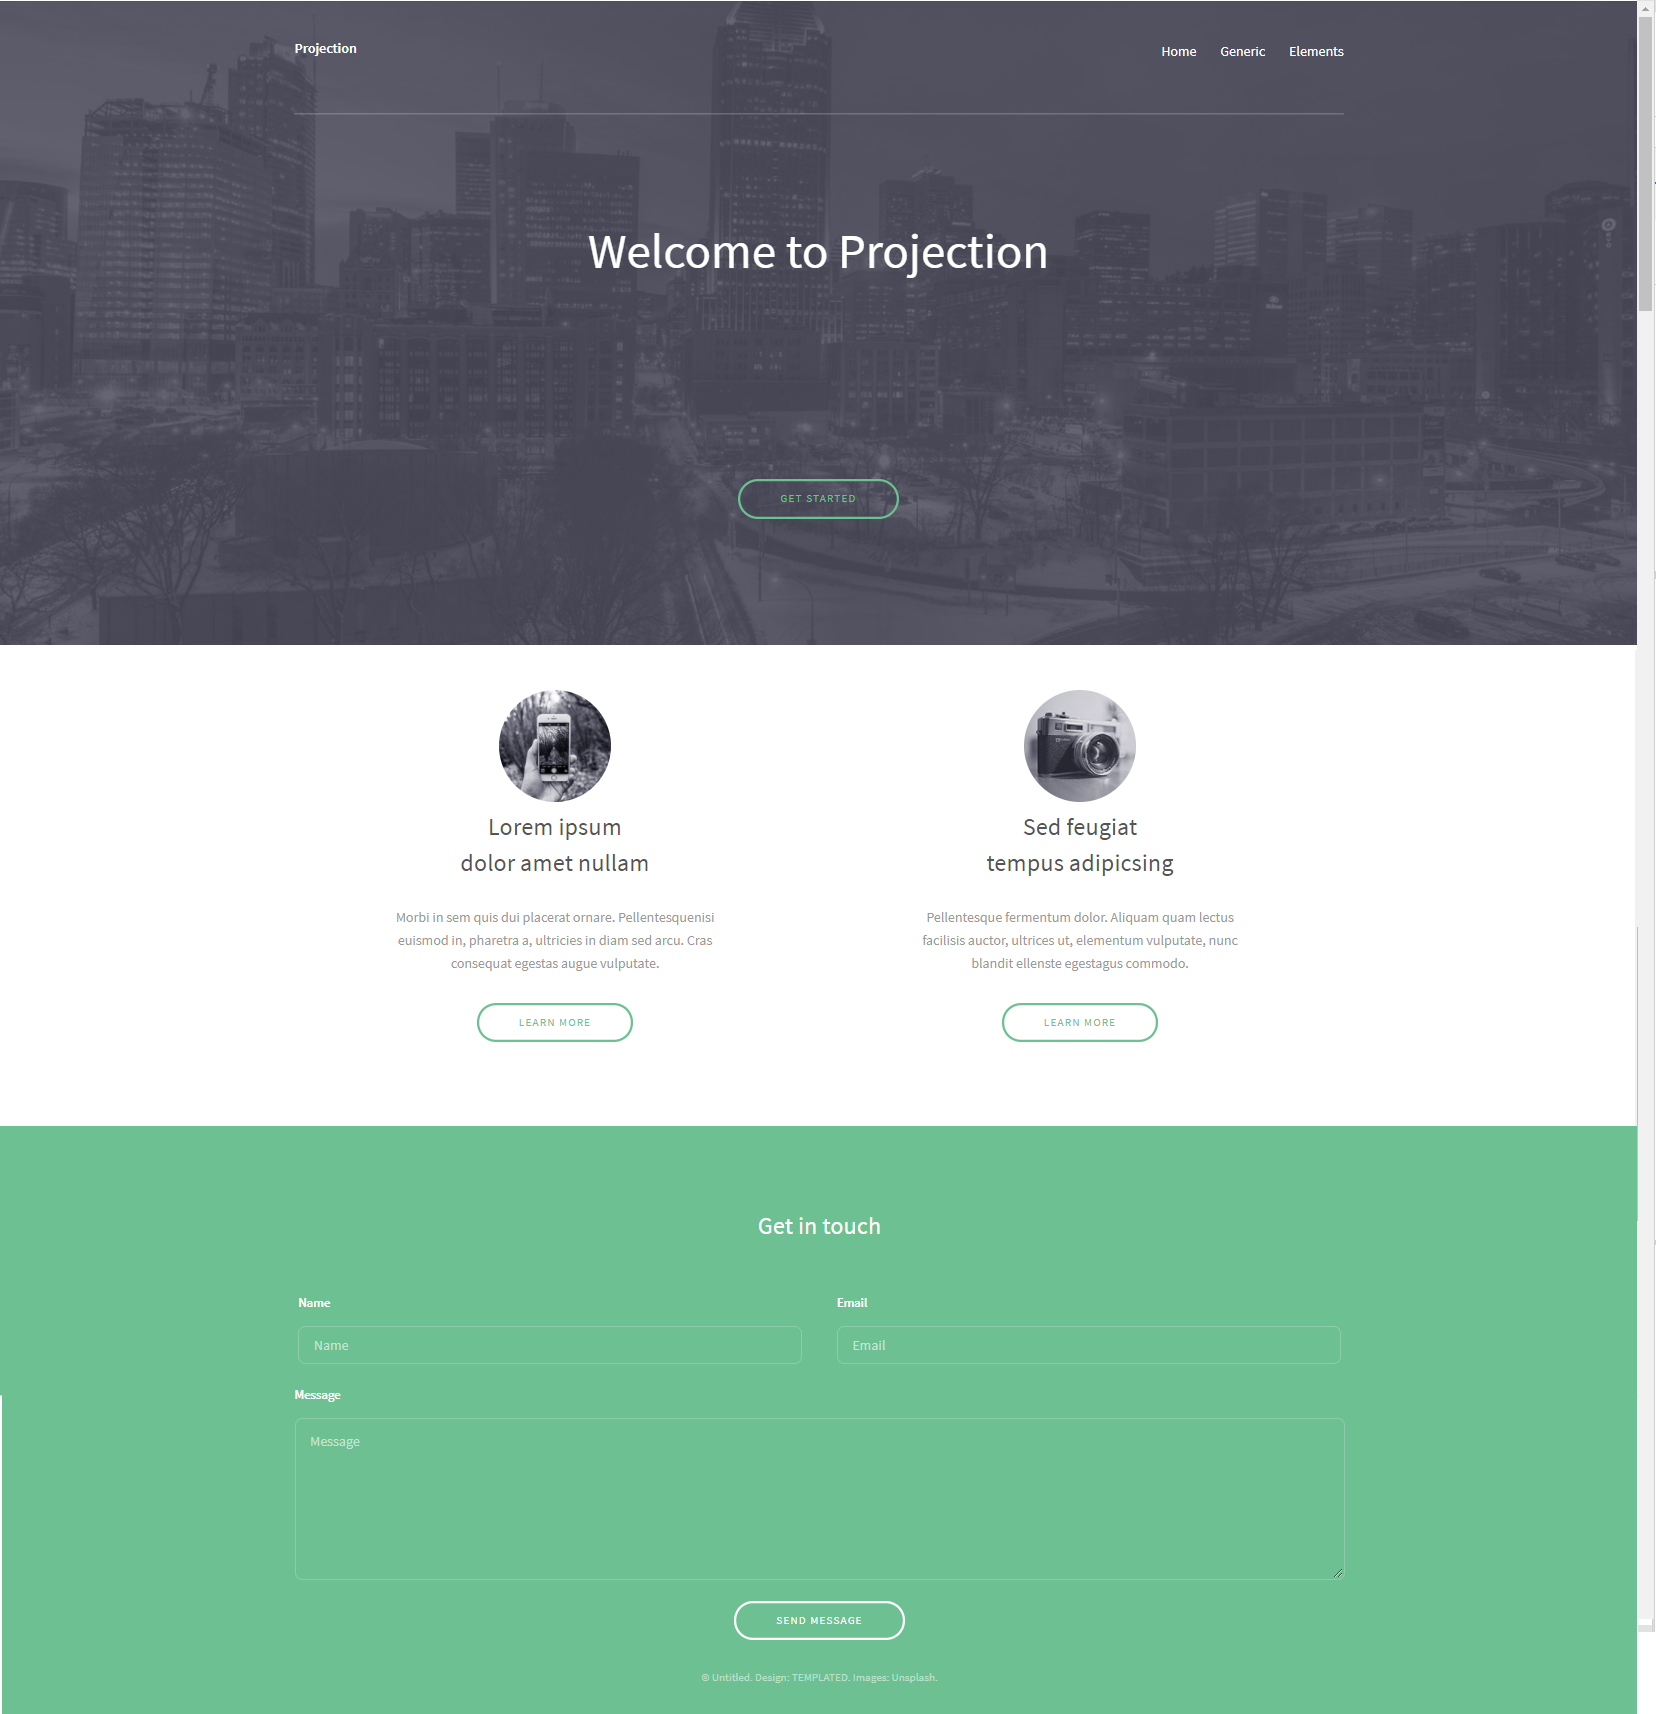 Projection
Home Generic Elements
Welcome to Projection
GET STARTED
Lorem ipsum
dolor amet nullam
Morbi in sem quis dui placerat ornare. Pellentesquenisi
euismod in, pharetra a, ultricies in diam sed arcu. Cras
consequat egestas augue vulputate.
LEARN MORE
Sed feugiat
tempus adipicsing
Pellentesque fermentum dolor. Aliquam quam lectus
facilisis auctor, ultrices ut, elementum vulputate, nunc
blandit ellenste egestagus commodo.
LEARN MORE
Get in touch
Name
Name
Email
Email
Message
Message
SEND MESSAGE
© Untitled. Design: TEMPLATED. Images: Unsplash.